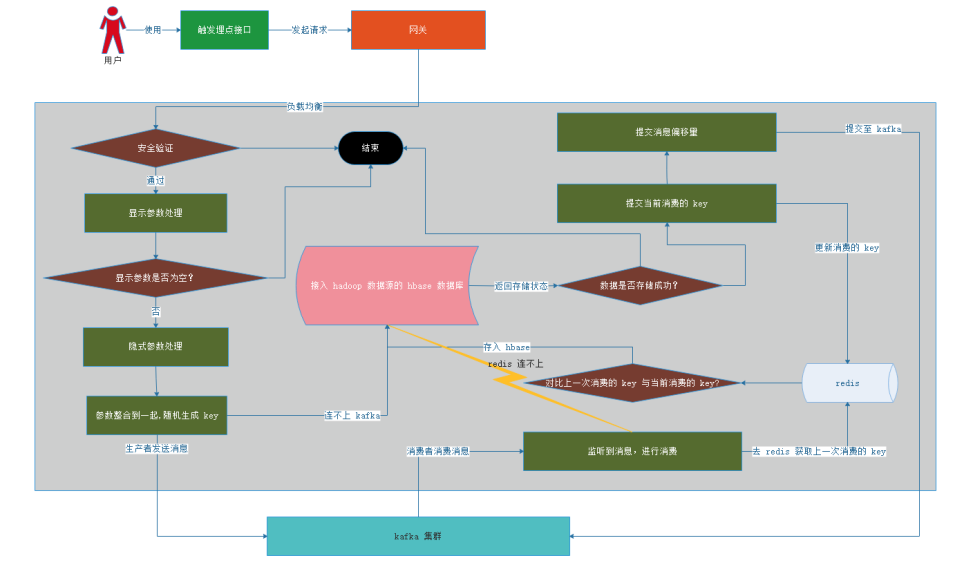 使用
触发埋点接口
发起请求
网关
用户
负载均衡
提交消息偏移量
提交至 kafka
安全验证
结束
通过
显示参数处理
提交当前消费的 key
更新消费的 key
显示参数是否为空?
接入 hadoop 数据源的 hbase 数据库
返回存储状态
数据是否存储成功?
否
隐式参数处理
存入 hbase
redis 连不上
对比上一次消费的 key 与当前消费的 key?
redis
参数整合到一起,随机生成 key
连不上 kafka
生产者发送消息
消费者消费消息
监听到消息，进行消费
去 redis 获取上一次消费的 key
kafka 集群